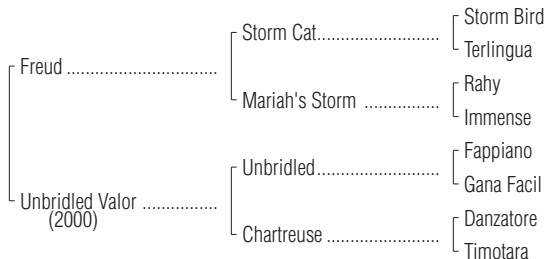 Storm Bird
Storm Cat..........................
Terlingua
Freud ................................
Rahy
Mariah's Storm ................
Immense
Fappiano
Unbridled..........................
Gana Facil
Unbridled Valor ................
(2000)
Danzatore
Chartreuse ........................
Timotara